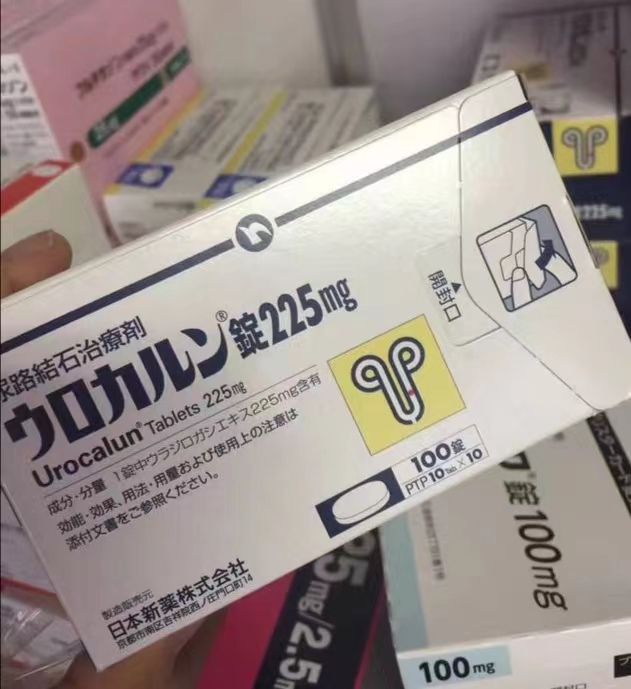 尿路結石治療剤
ウロカルン®錠225mg
Urocalun® Tablets 225mg
成分・分量 1錠中ウラジロガシエキス225mg含有
効能・効果、用法・用量および使用上の注意は
添付文書をご参照ください。
100錠
PTP 10Tab × 10
製造販売元
日本新薬株式会社
京都市南区吉祥院西ノ庄門口町14
開封口
225mg
錠100mg
100mg
25
mg/2.5m